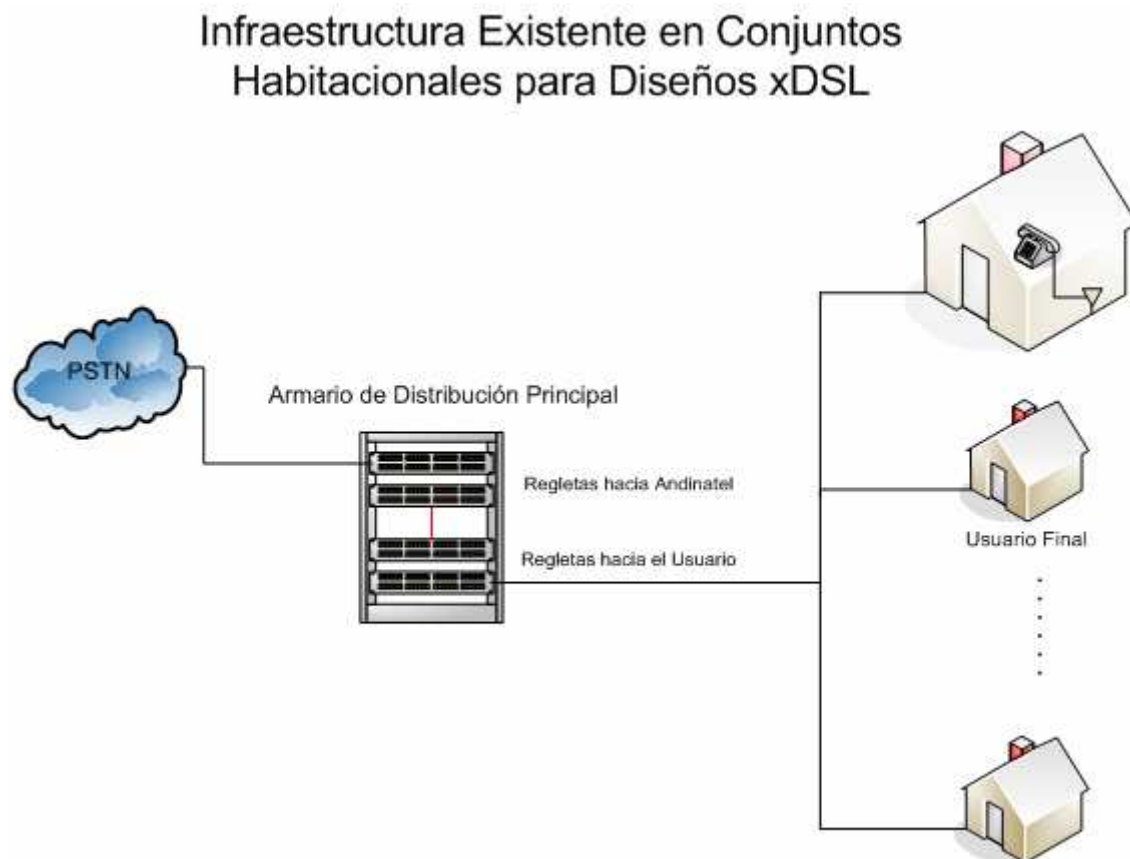 Infraestructura Existente en Conjuntos
Habitacionales para Diseños xDSL
PSTN
Armario de Distribución Principal
Regletas hacia Andinatel
Regletas hacia el Usuario
Usuario Final